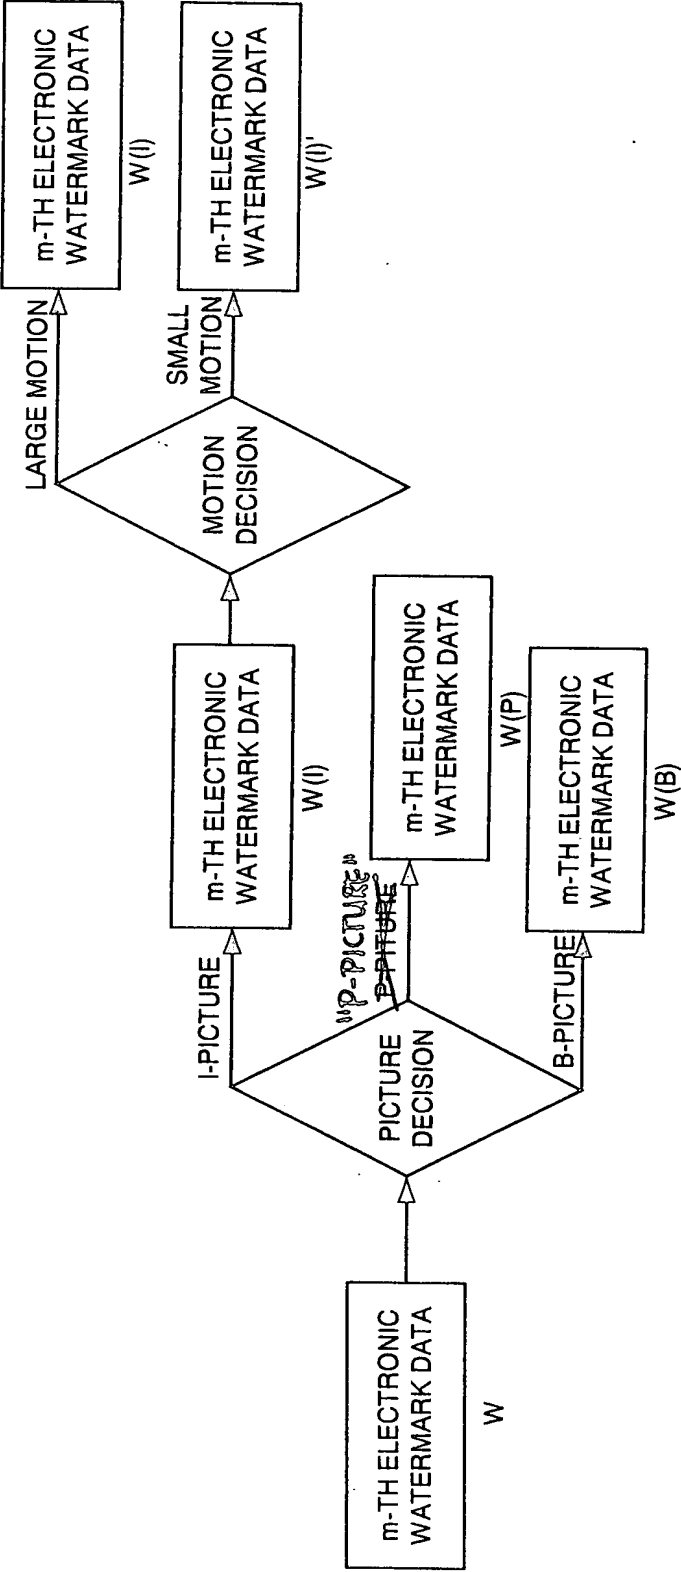 m-TH ELECTRONIC
WATERMARK DATA
W
PICTURE
DECISION
I-PICTURE
"P-PICTURE"
P-PITURE
B-PICTURE
m-TH ELECTRONIC
WATERMARK DATA
W(I)
m-TH ELECTRONIC
WATERMARK DATA
W(P)
m-TH ELECTRONIC
WATERMARK DATA
W(B)
MOTION
DECISION
LARGE MOTION
SMALL
MOTION
m-TH ELECTRONIC
WATERMARK DATA
W(I)
m-TH ELECTRONIC
WATERMARK DATA
W(I)'